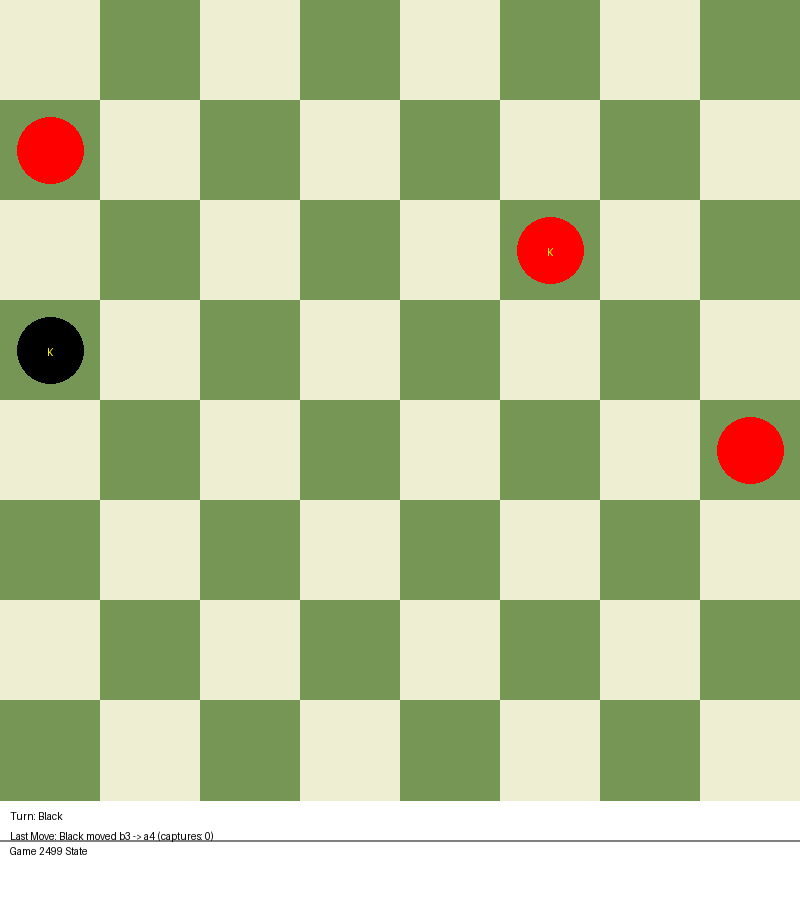 K
K
Turn: Black
Last Move: Black moved b3 -> a4 (captures: 0)
Game 2499 State